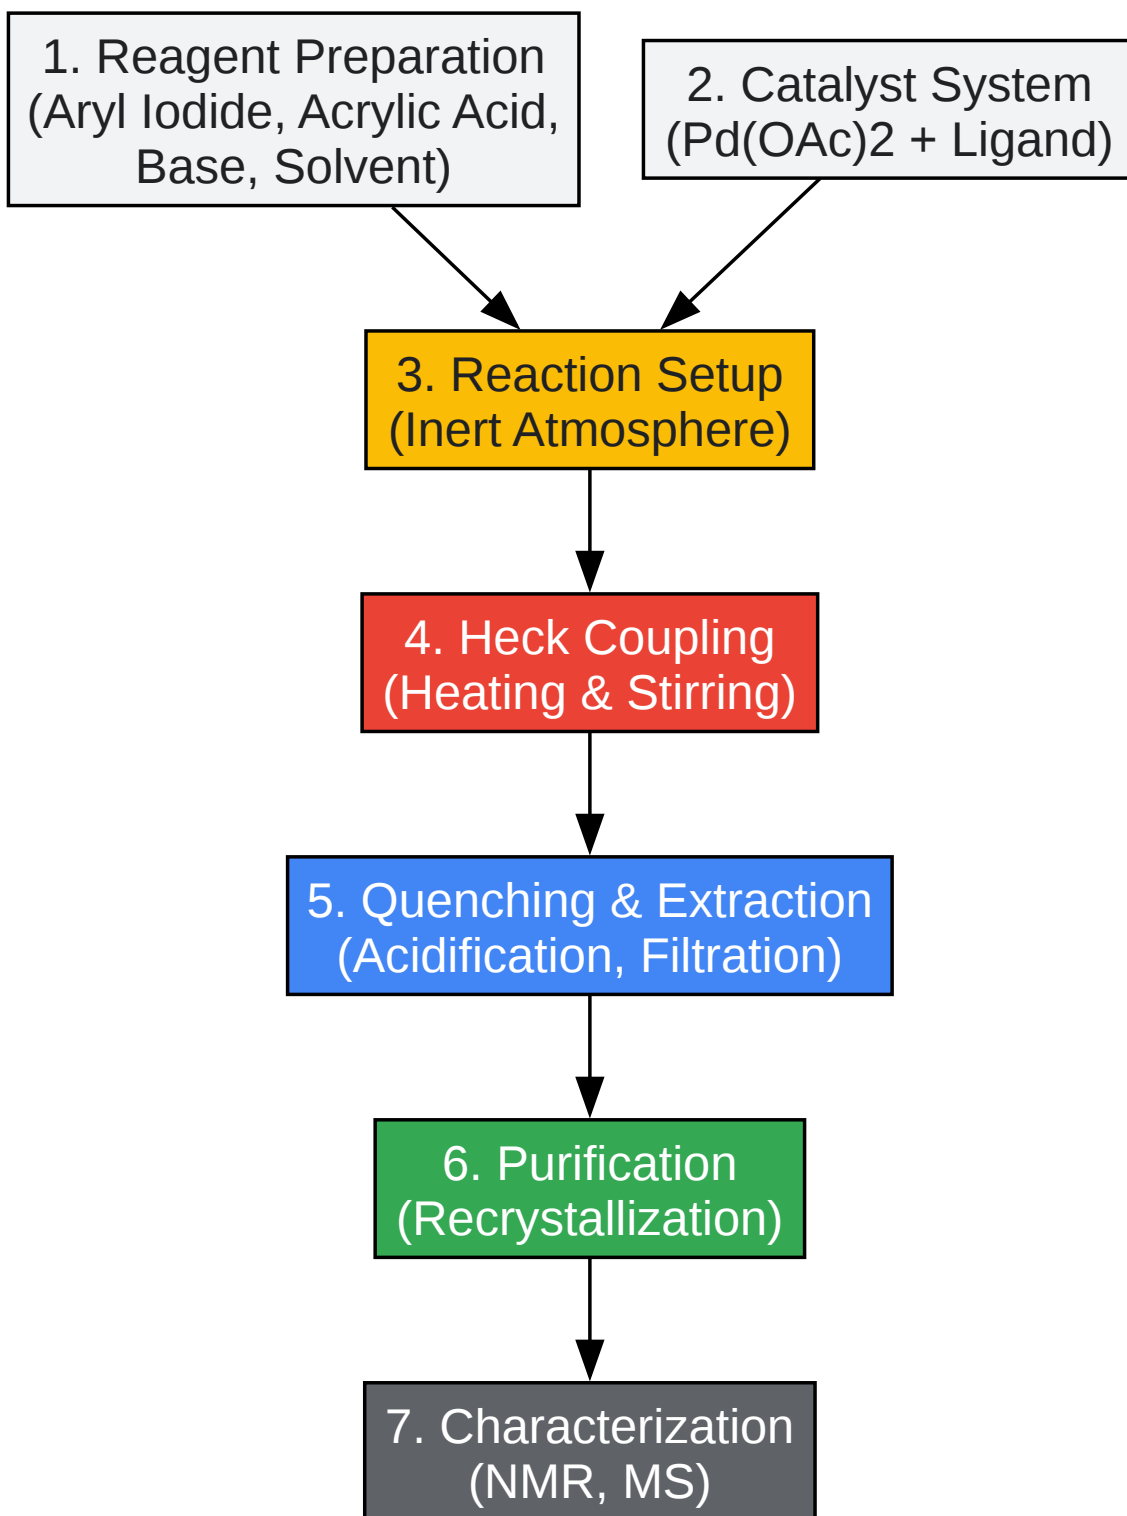 1. Reagent Preparation
(Aryl Iodide, Acrylic Acid,
Base, Solvent)
2. Catalyst System
(Pd(OAc)2 + Ligand)
3. Reaction Setup
(Inert Atmosphere)
4. Heck Coupling
(Heating & Stirring)
5. Quenching & Extraction
(Acidification, Filtration)
6. Purification
(Recrystallization)
7. Characterization
(NMR, MS)